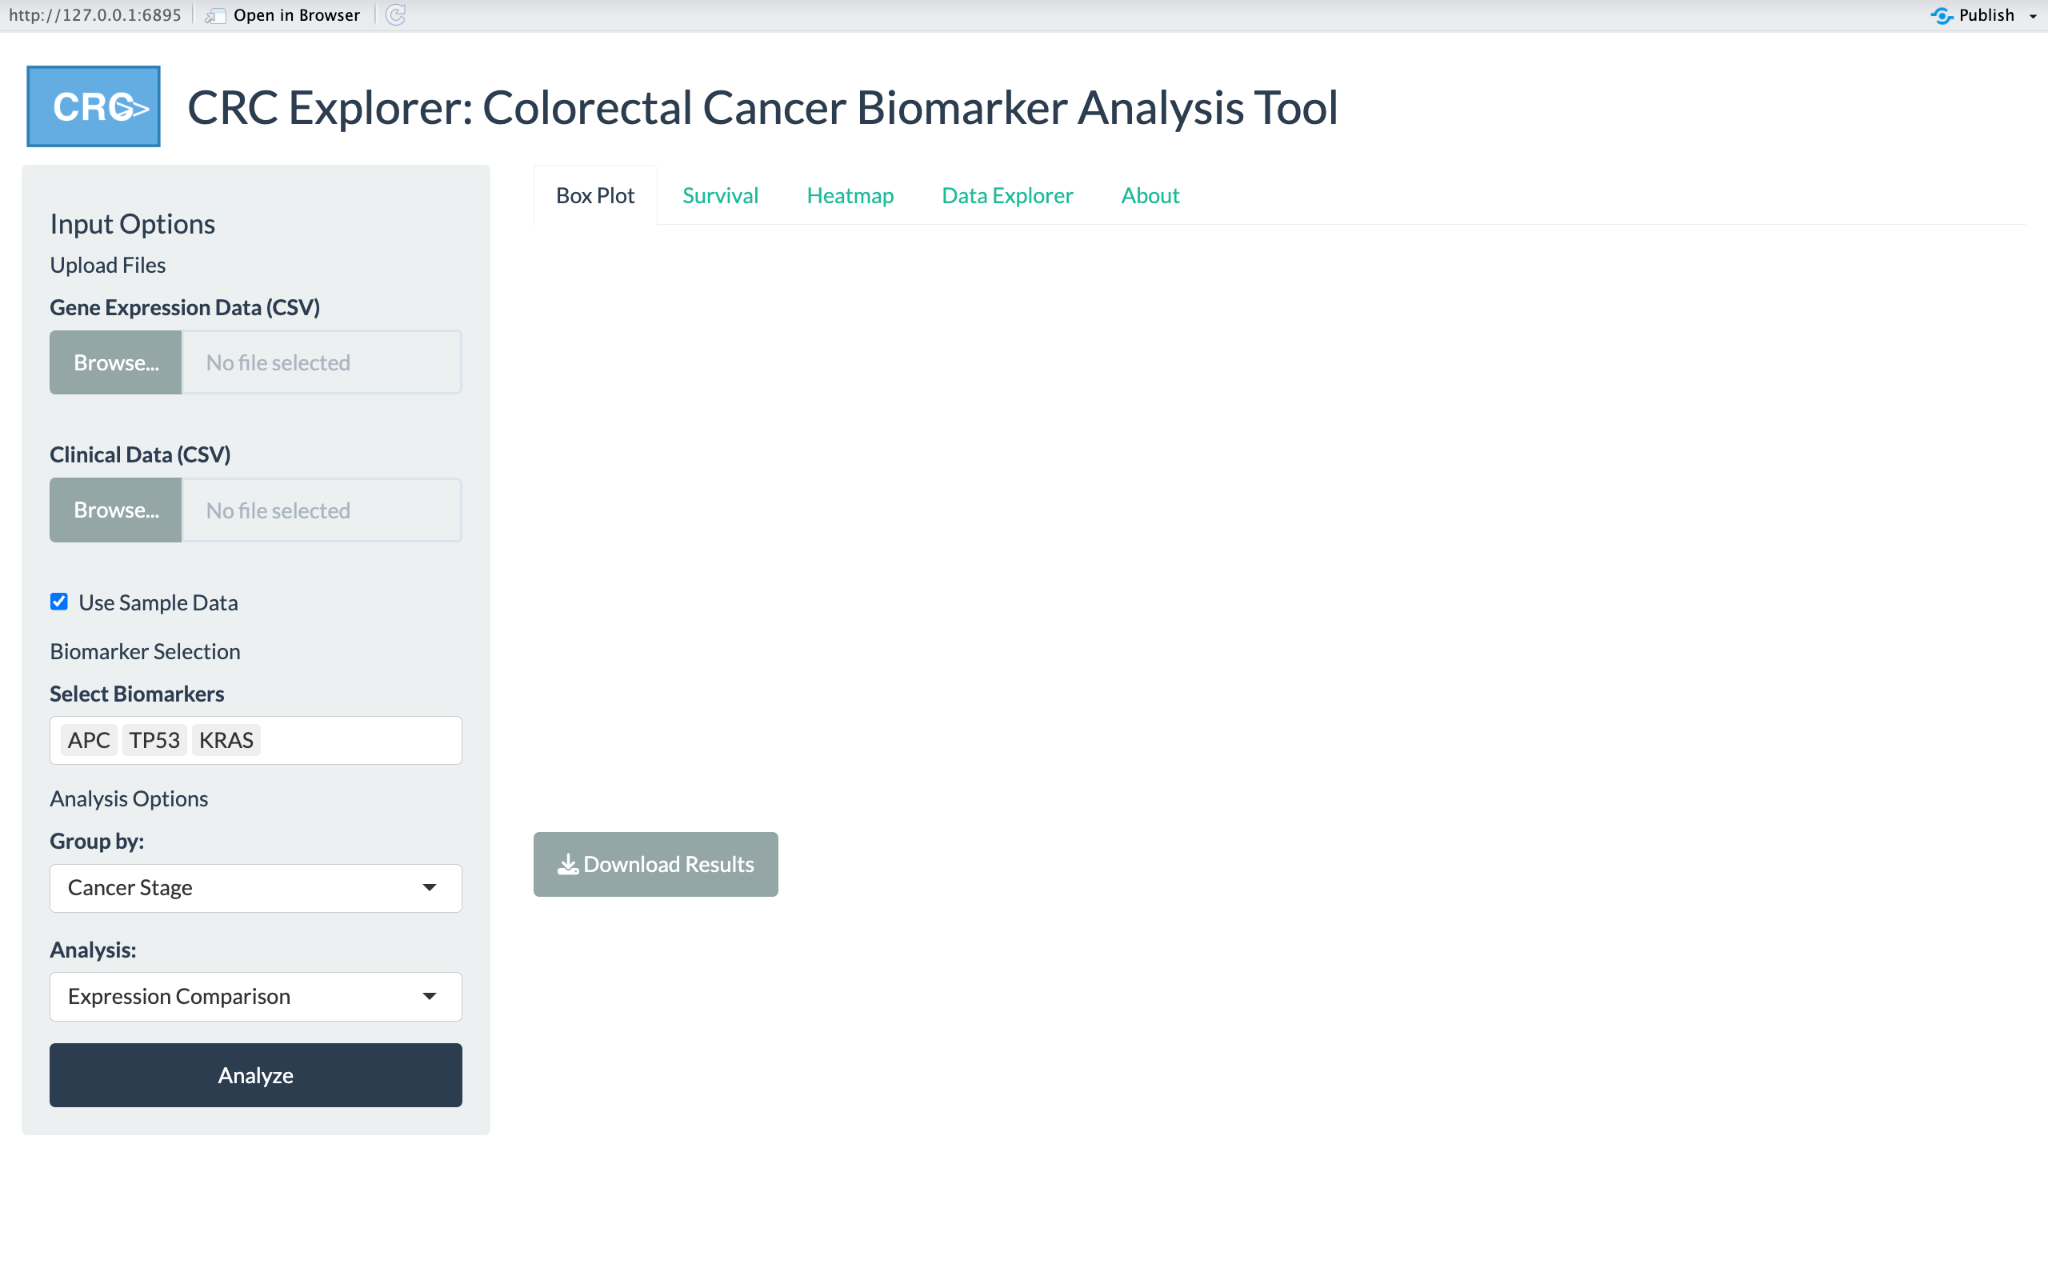 http://127.0.0.1:6895 Open in Browser Publish
CRC>> CRC Explorer: Colorectal Cancer Biomarker Analysis Tool
Box Plot Survival Heatmap Data Explorer About
Input Options
Upload Files
Gene Expression Data (CSV)
Browse... No file selected
Clinical Data (CSV)
Browse... No file selected
Use Sample Data
Biomarker Selection
Select Biomarkers
APC TP53 KRAS
Analysis Options
Group by:
Cancer Stage
Download Results
Analysis:
Expression Comparison
Analyze